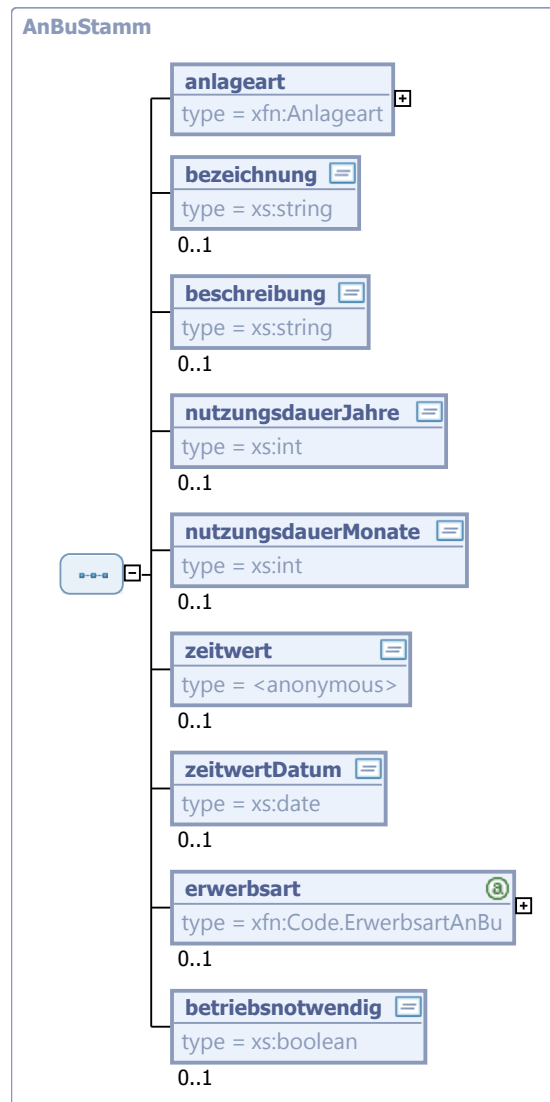 AnBuStamm
anlageart
type = xfn:Anlageart
bezeichnung
type = xs:string
0..1
beschreibung
type = xs:string
0..1
nutzungsdauerJahre
type = xs:int
0..1
nutzungsdauerMonate
type = xs:int
0..1
zeitwert
type = <anonymous>
0..1
zeitwertDatum
type = xs:date
0..1
erwerbsart
type = xfn:Code.ErwerbsartAnBu
0..1
betriebsnotwendig
type = xs:boolean
0..1